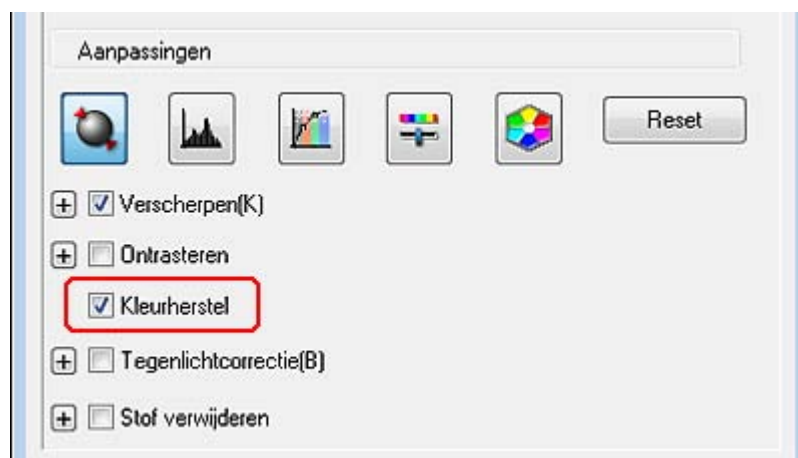 Aanpassingen
Reset
Verscherpen(K)
Ontrasteren
Kleurherstel
Tegenlichtcorrectie(B)
Stof verwijderen